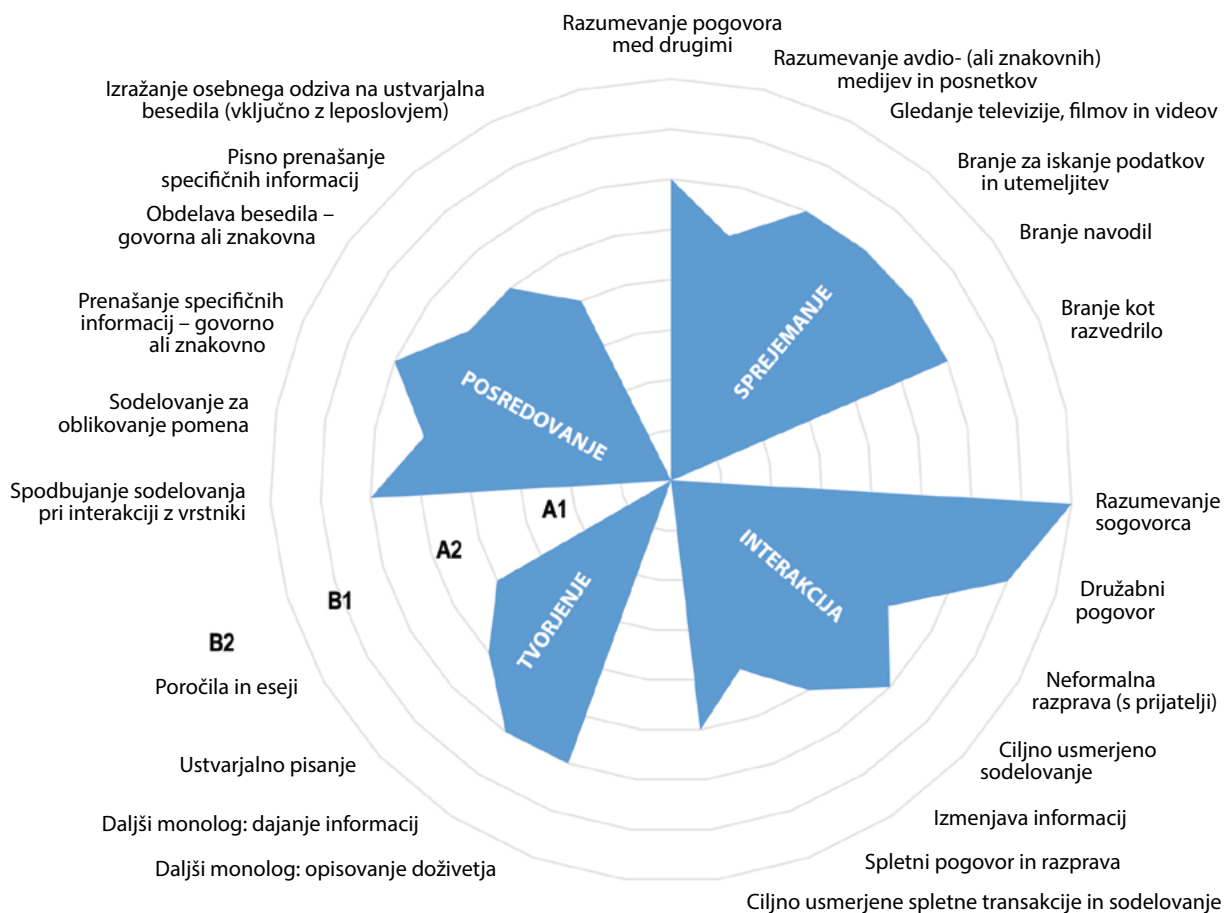 Razumevanje pogovora
med drugimi
Razumevanje avdio- (ali znakovnih)
medijev in posnetkov
Gledanje televizije, filmov in videov
Branje za iskanje podatkov
in utemeljitev
Branje navodil
Branje kot
razvedrilo
Razumevanje
sogovorca
Družabni
pogovor
Neformalna
razprava (s prijatelji)
Ciljno usmerjeno
sodelovanje
Izmenjava informacij
Spletni pogovor in razprava
Ciljno usmerjene spletne transakcije in sodelovanje
Daljši monolog: opisovanje doživetja
Daljši monolog: dajanje informacij
Ustvarjalno pisanje
Poročila in eseji
Spodbujanje sodelovanja
pri interakciji z vrstniki
Sodelovanje za
oblikovanje pomena
Prenašanje specifičnih
informacij – govorno
ali znakovno
Obdelava besedila –
govorna ali znakovna
Pisno prenašanje
specifičnih informacij
Izražanje osebnega odziva na ustvarjalna
besedila (vključno z leposlovjem)
SPREJEMANJE
INTERAKCIJA
TVORJENJE
POSREDOVANJE
A1
A2
B1
B2